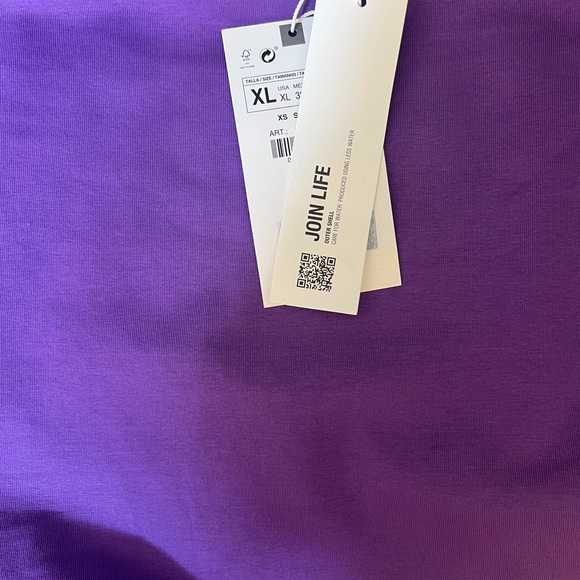 TALLA / SIZE / TAMANHO / TA
USA
XL
XL
XS
ART.:
JOIN LIFE
OUTER SHELL
CARE FOR WATER: PRODUCED USING LESS WATER